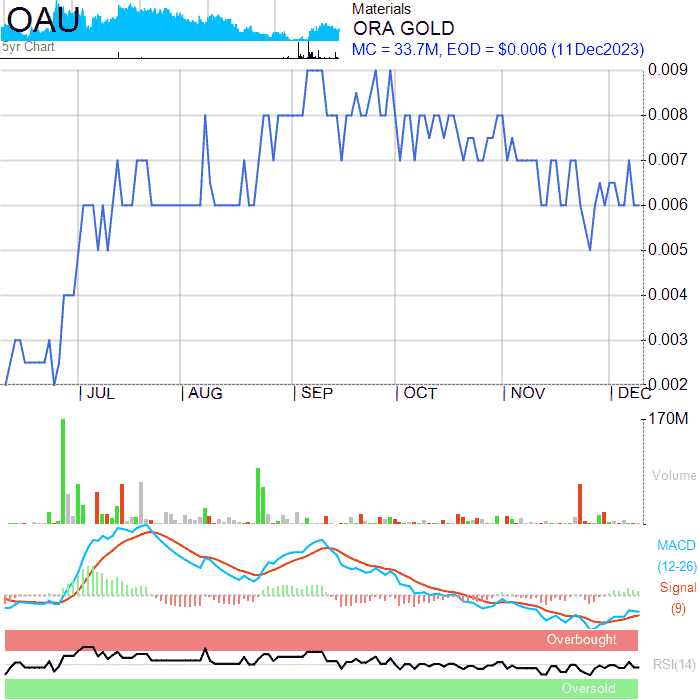 OAU
Materials
ORA GOLD
5yr Chart
MC = 33.7M, EOD = $0.006 (11Dec2023)
0.009
0.008
0.007
0.006
0.005
0.004
0.003
0.002
JUL AUG SEP OCT NOV DEC
170M
Volume
MACD
(12-26)
Signal
(9)
Overbought
RSI(14)
Oversold